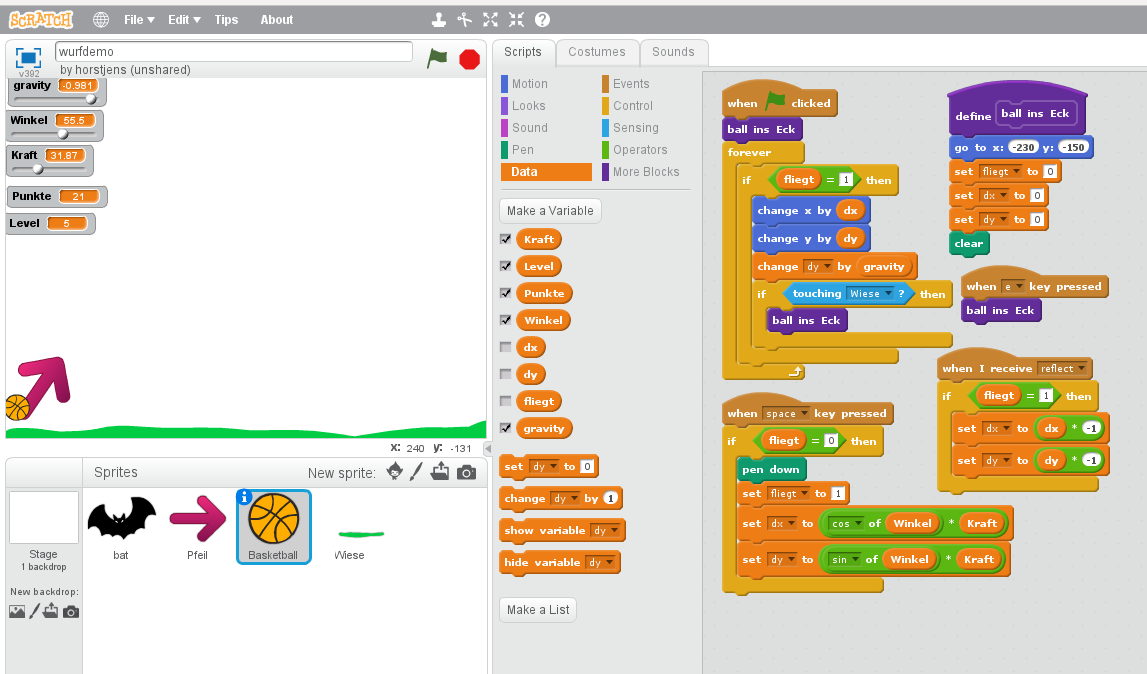 SCRATCH File Edit Tips About ?
wurfdemo
by horstjens (unshared)
v392
gravity -0.981
Winkel 55.5
Kraft 31.87
Punkte 21
Level 5
X: 240 y: -131
Sprites New sprite:
Stage
1 backdrop
New backdrop:
bat
Pfeil
i
Basketball
Wiese
Scripts Costumes Sounds
Motion Events
Looks Control
Sound Sensing
Pen Operators
Data More Blocks
Make a Variable
Kraft
Level
Punkte
Winkel
dx
dy
fliegt
gravity
set dy to 0
change dy by 1
show variable dy
hide variable dy
Make a List
when clicked
ball ins Eck
forever
if fliegt = 1 then
change x by dx
change y by dy
change dy by gravity
if touching Wiese ? then
ball ins Eck
when space key pressed
if fliegt = 0 then
pen down
set fliegt to 1
set dx to cos of Winkel * Kraft
set dy to sin of Winkel * Kraft
define ball ins Eck
go to x: -230 y: -150
set fliegt to 0
set dx to 0
set dy to 0
clear
when e key pressed
ball ins Eck
when I receive reflect
if fliegt = 1 then
set dx to dx * -1
set dy to dy * -1